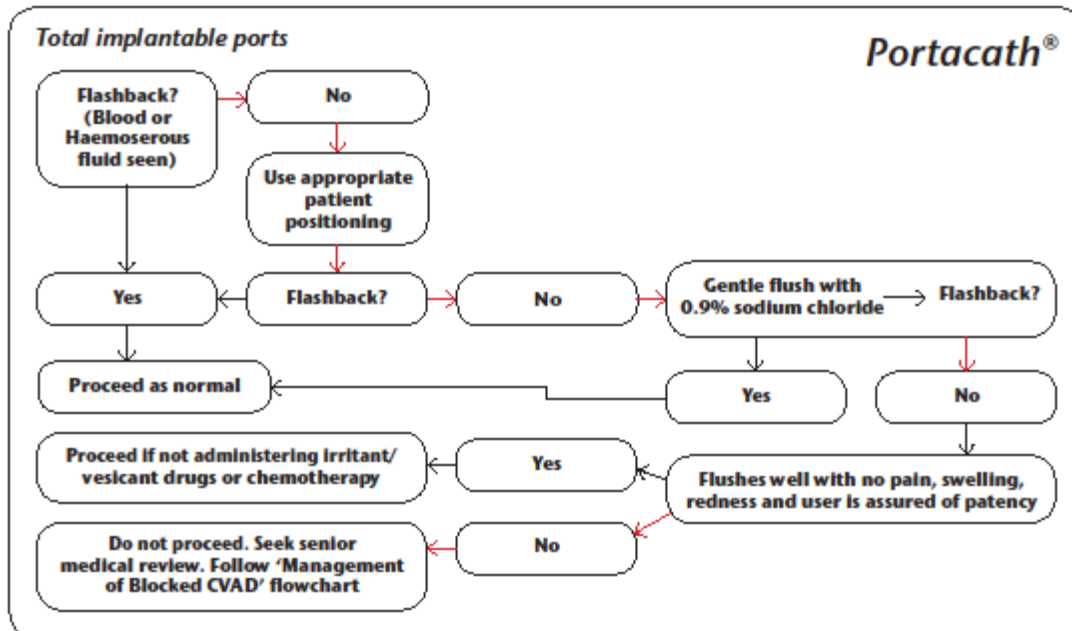 Total implantable ports
Portacath®
Flashback?
(Blood or
Haemoserous
fluid seen)
No
Use appropriate
patient
positioning
Yes
Flashback?
No
Gentle flush with
0.9% sodium chloride
Flashback?
Proceed as normal
Yes
No
Proceed if not administering irritant/
vesicant drugs or chemotherapy
Yes
Flushes well with no pain, swelling,
redness and user is assured of patency
Do not proceed. Seek senior
medical review. Follow ‘Management
of Blocked CVAD’ flowchart
No